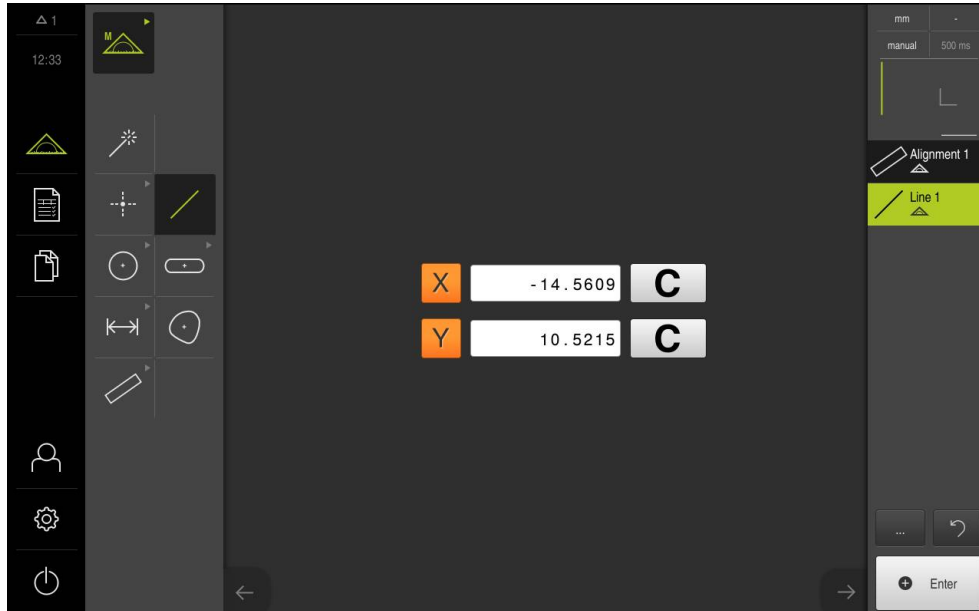 1
12:33
M
mm -
manual 500 ms
Alignment 1
Line 1
X -14.5609 C
Y 10.5215 C
...
Enter